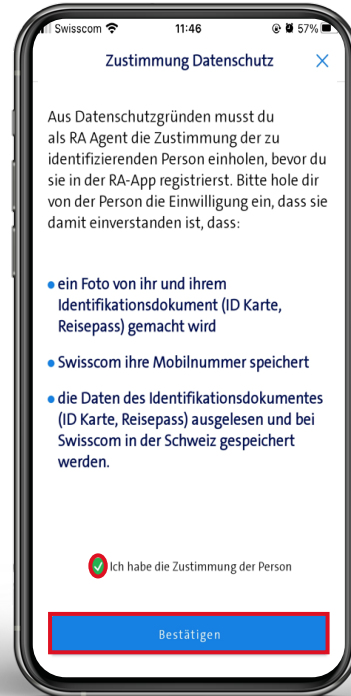 Swisscom 11:46 57%
Zustimmung Datenschutz
Aus Datenschutzgründen musst du
als RA Agent die Zustimmung der zu
identifizierenden Person einholen, bevor du
sie in der RA-App registrierst. Bitte hole dir
von der Person die Einwilligung ein, dass sie
damit einverstanden ist, dass:
ein Foto von ihr und ihrem
Identifikationsdokument (ID Karte,
Reisepass) gemacht wird
Swisscom ihre Mobilnummer speichert
die Daten des Identifikationsdokumentes
(ID Karte, Reisepass) ausgelesen und bei
Swisscom in der Schweiz gespeichert
werden.
Ich habe die Zustimmung der Person
Bestätigen